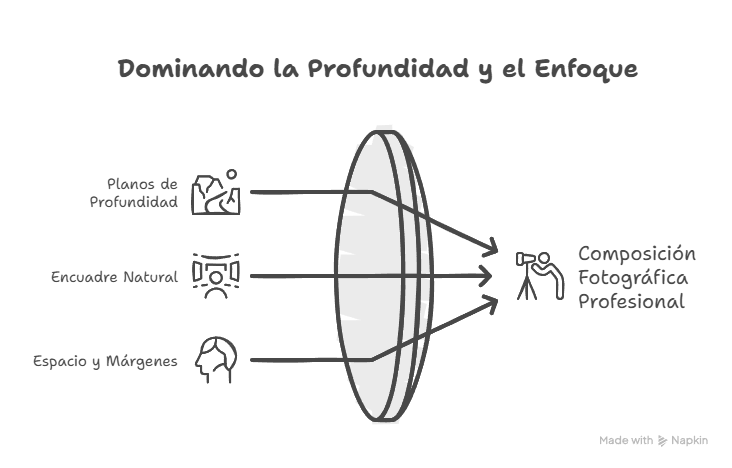 Dominando la Profundidad y el Enfoque
Planos de
Profundidad
Encuadre Natural
Espacio y Márgenes
Composición
Fotográfica
Profesional
Made with Napkin